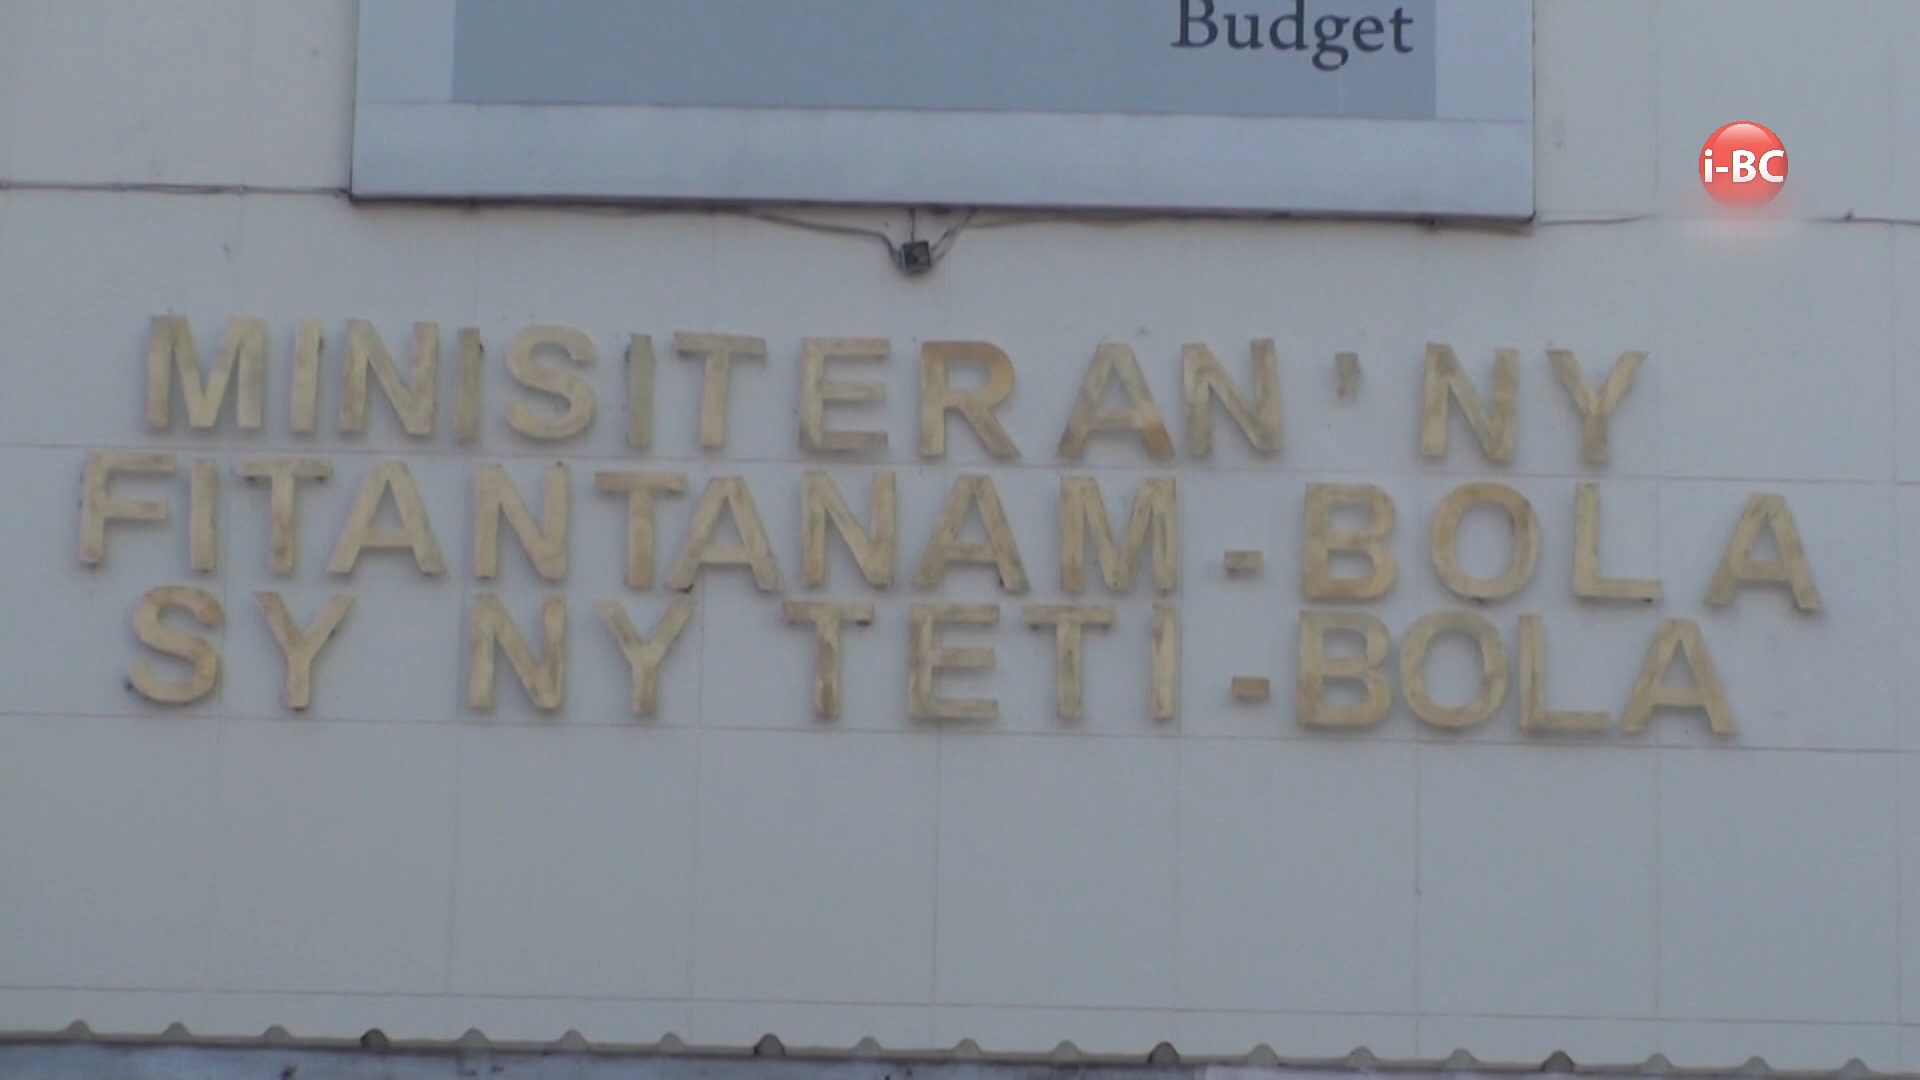 Budget
i-BC
MINISITERAN'NY
FITANTANAM-BOLA
SY NY TETI-BOLA